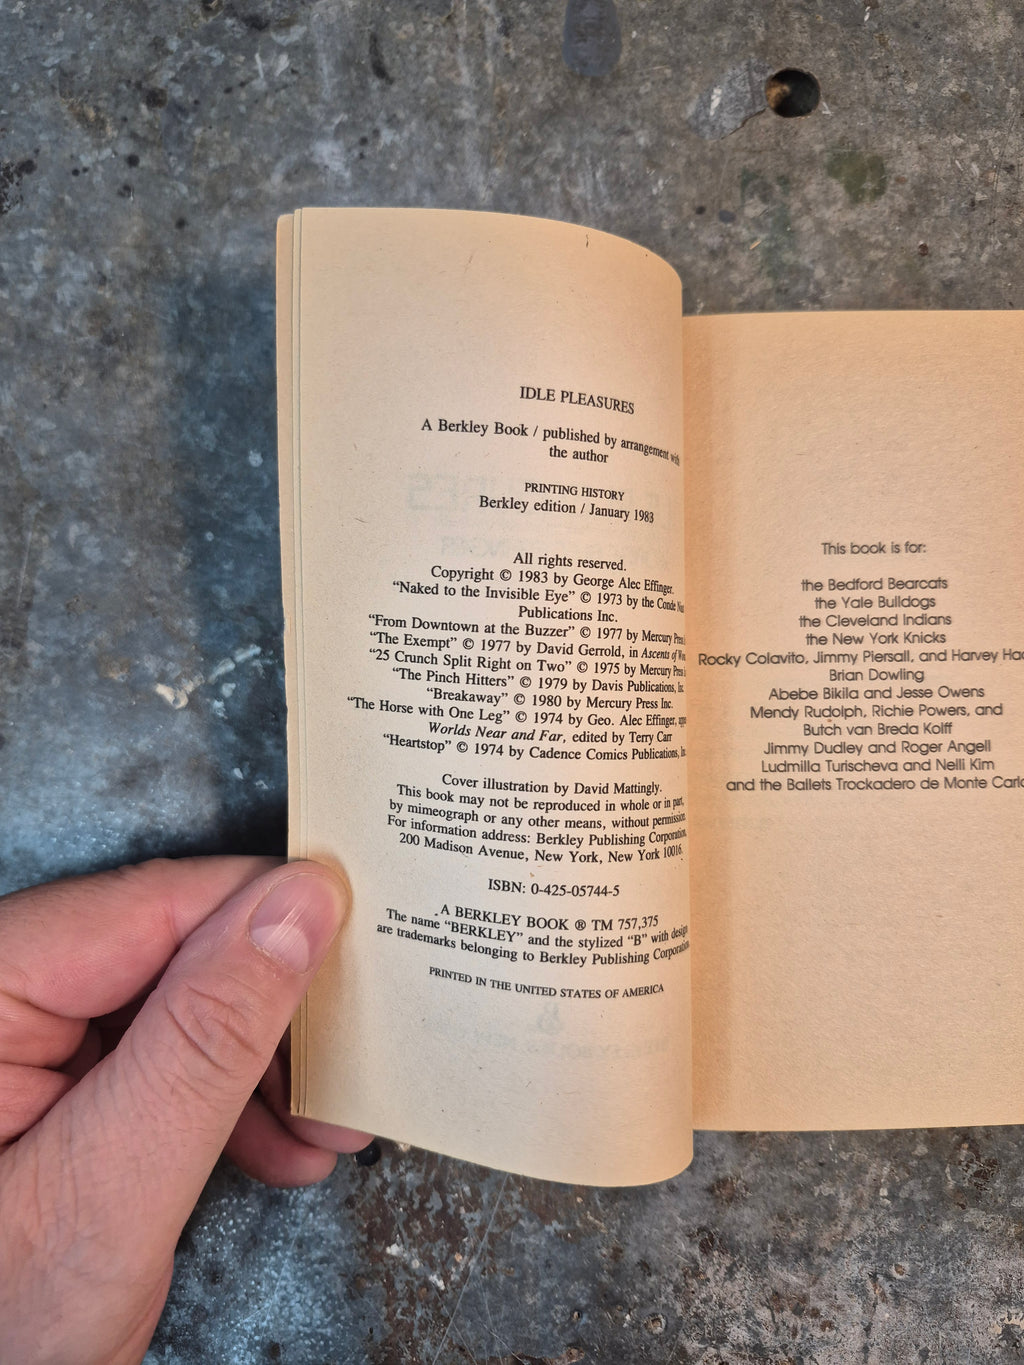 IDLE PLEASURES
A Berkley Book / published by arrangement with
the author
PRINTING HISTORY
Berkley edition / January 1983
All rights reserved.
Copyright © 1983 by George Alec Effinger.
“Naked to the Invisible Eye” © 1973 by the Conde
Publications Inc.
“From Downtown at the Buzzer” © 1977 by Mercury Press
“The Exempt” © 1977 by David Gerrold, in Ascents of
“25 Crunch Split Right on Two” © 1975 by Mercury Press
“The Pinch Hitters” © 1979 by Davis Publications, Inc.
“Breakaway” © 1980 by Mercury Press Inc.
“The Horse with One Leg” © 1974 by Geo. Alec Effinger,
Worlds Near and Far, edited by Terry Carr
“Heartstop” © 1974 by Cadence Comics Publications,
Cover illustration by David Mattingly.
This book may not be reproduced in whole or in part,
by mimeograph or any other means, without permission.
For information address: Berkley Publishing Corporation,
200 Madison Avenue, New York, New York 10016.
ISBN: 0-425-05744-5
A BERKLEY BOOK ® TM 757,375
The name “BERKLEY” and the stylized “B” with design
are trademarks belonging to Berkley Publishing Corporation.
PRINTED IN THE UNITED STATES OF AMERICA
This book is for:
the Bedford Bearcats
the Yale Bulldogs
the Cleveland Indians
the New York Knicks
Rocky Colavito, Jimmy Piersall, and Harvey
Brian Dowling
Abebe Bikila and Jesse Owens
Mendy Rudolph, Richie Powers, and
Butch van Breda Kolff
Jimmy Dudley and Roger Angell
Ludmilla Turischeva and Nelli Kim
and the Ballets Trockadero de Monte Carlo